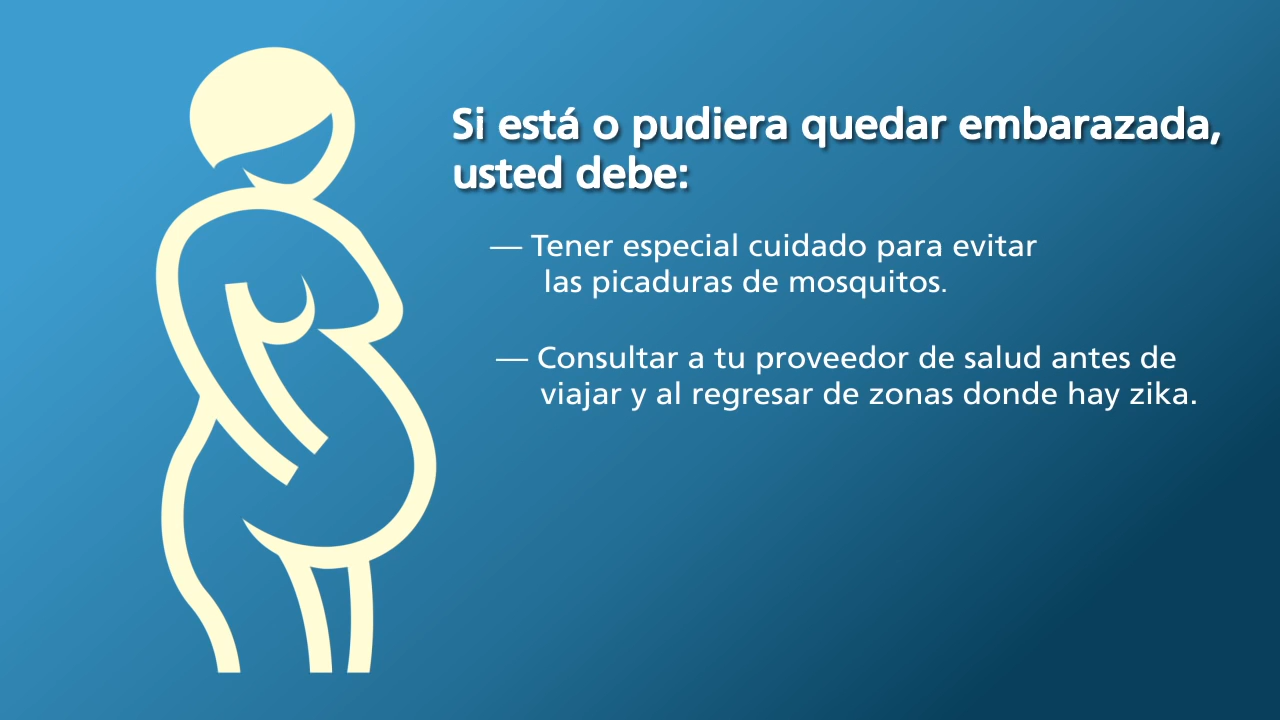 Si está o pudiera quedar embarazada,
usted debe:
— Tener especial cuidado para evitar
las picaduras de mosquitos.
— Consultar a tu proveedor de salud antes de
viajar y al regresar de zonas donde hay zika.